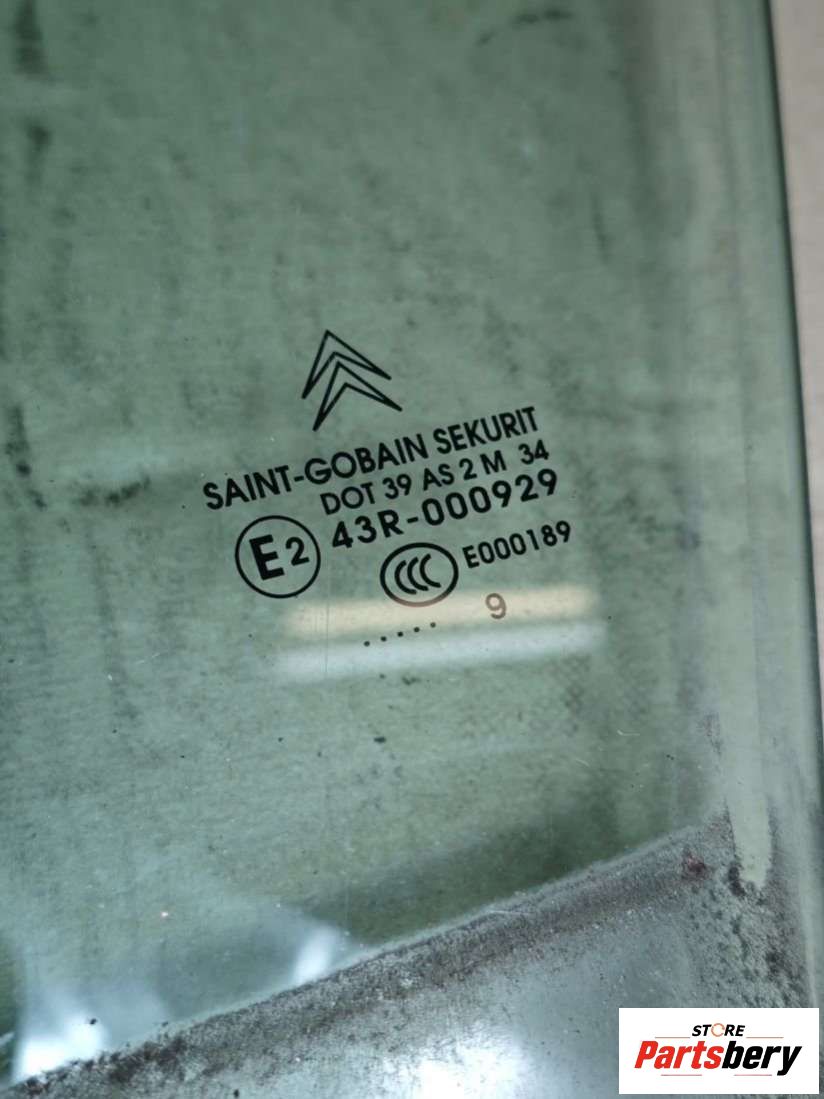 SAINT-GOBAIN SEKURIT
DOT 39 AS 2 M 34
E2 43R-000929
CCC E000189
..... 9
STORE
Partsbery